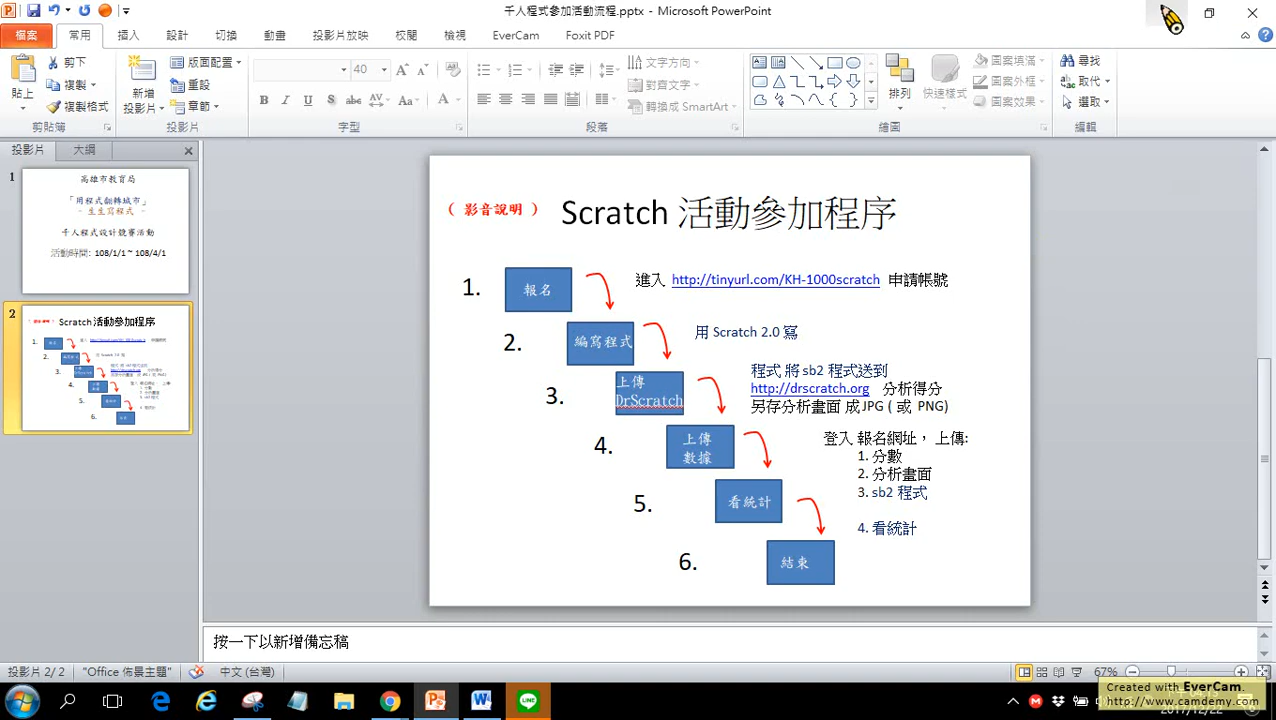 千人程式參加活動流程.pptx - Microsoft PowerPoint
檔案 常用 插入 設計 切換 動畫 投影片放映 校閱 檢視 EverCam Foxit PDF
貼上 剪下 複製 複製格式 剪貼簿
新增投影片 版面配置 重設 章節 投影片
40 B I U S abc AV Aa A 字型
文字方向 對齊文字 轉換成 SmartArt 段落
排列 快速樣式 圖案填滿 圖案外框 圖案效果 繪圖
尋找 取代 選取 編輯
投影片 大綱
1
高雄市教育局
「用程式翻轉城市」
- 生生寫程式 -
千人程式設計競賽活動
活動時間: 108/1/1 ~ 108/4/1
2
( 影音說明 ) Scratch 活動參加程序
1. 報名 進入 http://tinyurl.com/KH-1000scratch 申請帳號
2. 編寫程式 用 Scratch 2.0 寫
3. 上傳 DrScratch
程式 將 sb2 程式送到
http://drscratch.org 分析得分
另存分析畫面 成JPG ( 或 PNG)
4. 上傳數據
登入 報名網址， 上傳:
1. 分數
2. 分析畫面
3. sb2 程式
5. 看統計
4. 看統計
6. 結束
按一下以新增備忘稿
投影片 2/ 2 "Office 佈景主題" 中文 (台灣) 67%
Created with EverCam.
http://www.camdemy.com
2017/12/22